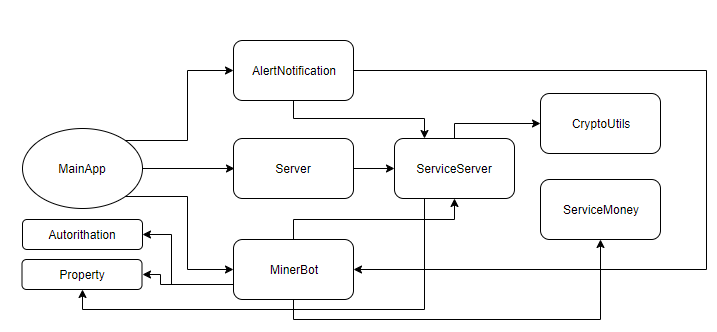 AlertNotification
CryptoUtils
MainApp
Server
ServiceServer
ServiceMoney
Autorithation
MinerBot
Property